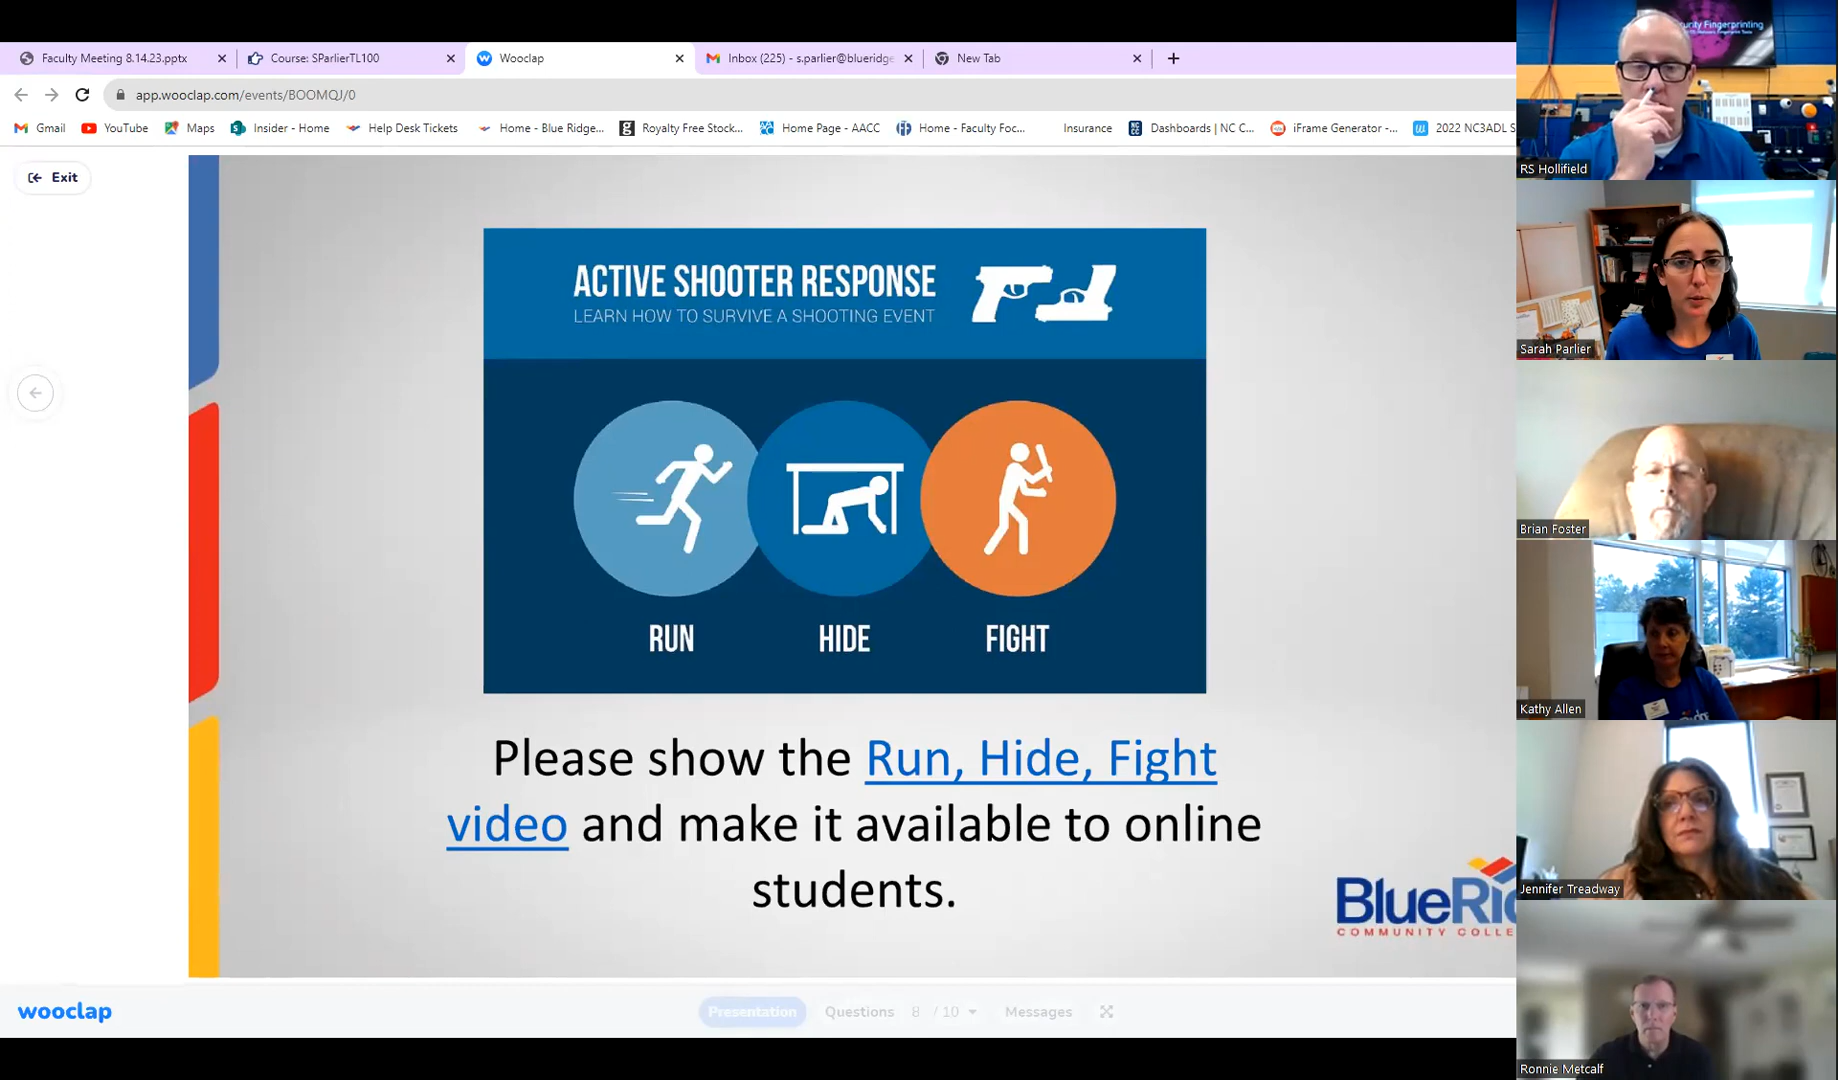 Faculty Meeting 8.14.23.pptx
Course: SParlierTL100
Wooclap
Inbox (225) - s.parlier@blueridge
New Tab
app.wooclap.com/events/BOOMQJ/0
Gmail
YouTube
Maps
Insider - Home
Help Desk Tickets
Home - Blue Ridge...
Royalty Free Stock...
Home Page - AACC
Home - Faculty Foc...
Insurance
Dashboards | NC C...
iFrame Generator -...
2022 NC3ADL S
Exit
ACTIVE SHOOTER RESPONSE
LEARN HOW TO SURVIVE A SHOOTING EVENT
RUN
HIDE
FIGHT
Please show the Run, Hide, Fight
video and make it available to online
students.
BlueRid
COMMUNITY COLLE
wooclap
Presentation
Questions 8 / 10
Messages
Fingerprinting
RS Hollifield
Sarah Parlier
Brian Foster
Kathy Allen
Jennifer Treadway
Ronnie Metcalf